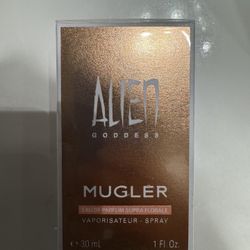 ALIEN
GODDESS
MUGLER
EAU DE PARFUM SUPRA FLORALE
VAPORISATEUR - SPRAY
e 30 ml 1 Fl. Oz.